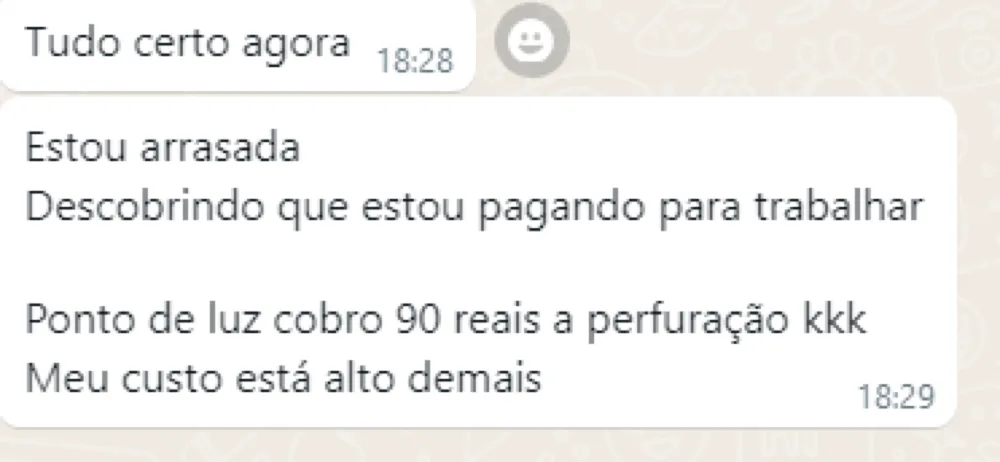 Tudo certo agora
18:28
Estou arrasada
Descobrindo que estou pagando para trabalhar
Ponto de luz cobro 90 reais a perfuração kkk
Meu custo está alto demais
18:29